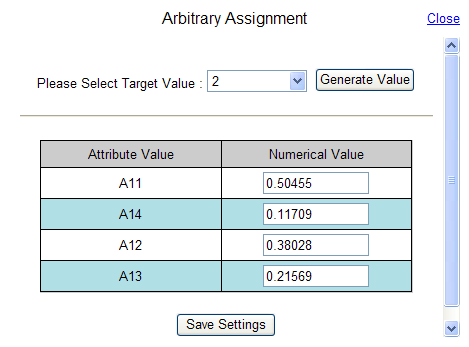 Arbitrary Assignment
Close
Please Select Target Value : 2 Generate Value
Attribute Value Numerical Value
A11 0.50455
A14 0.11709
A12 0.38028
A13 0.21569
Save Settings